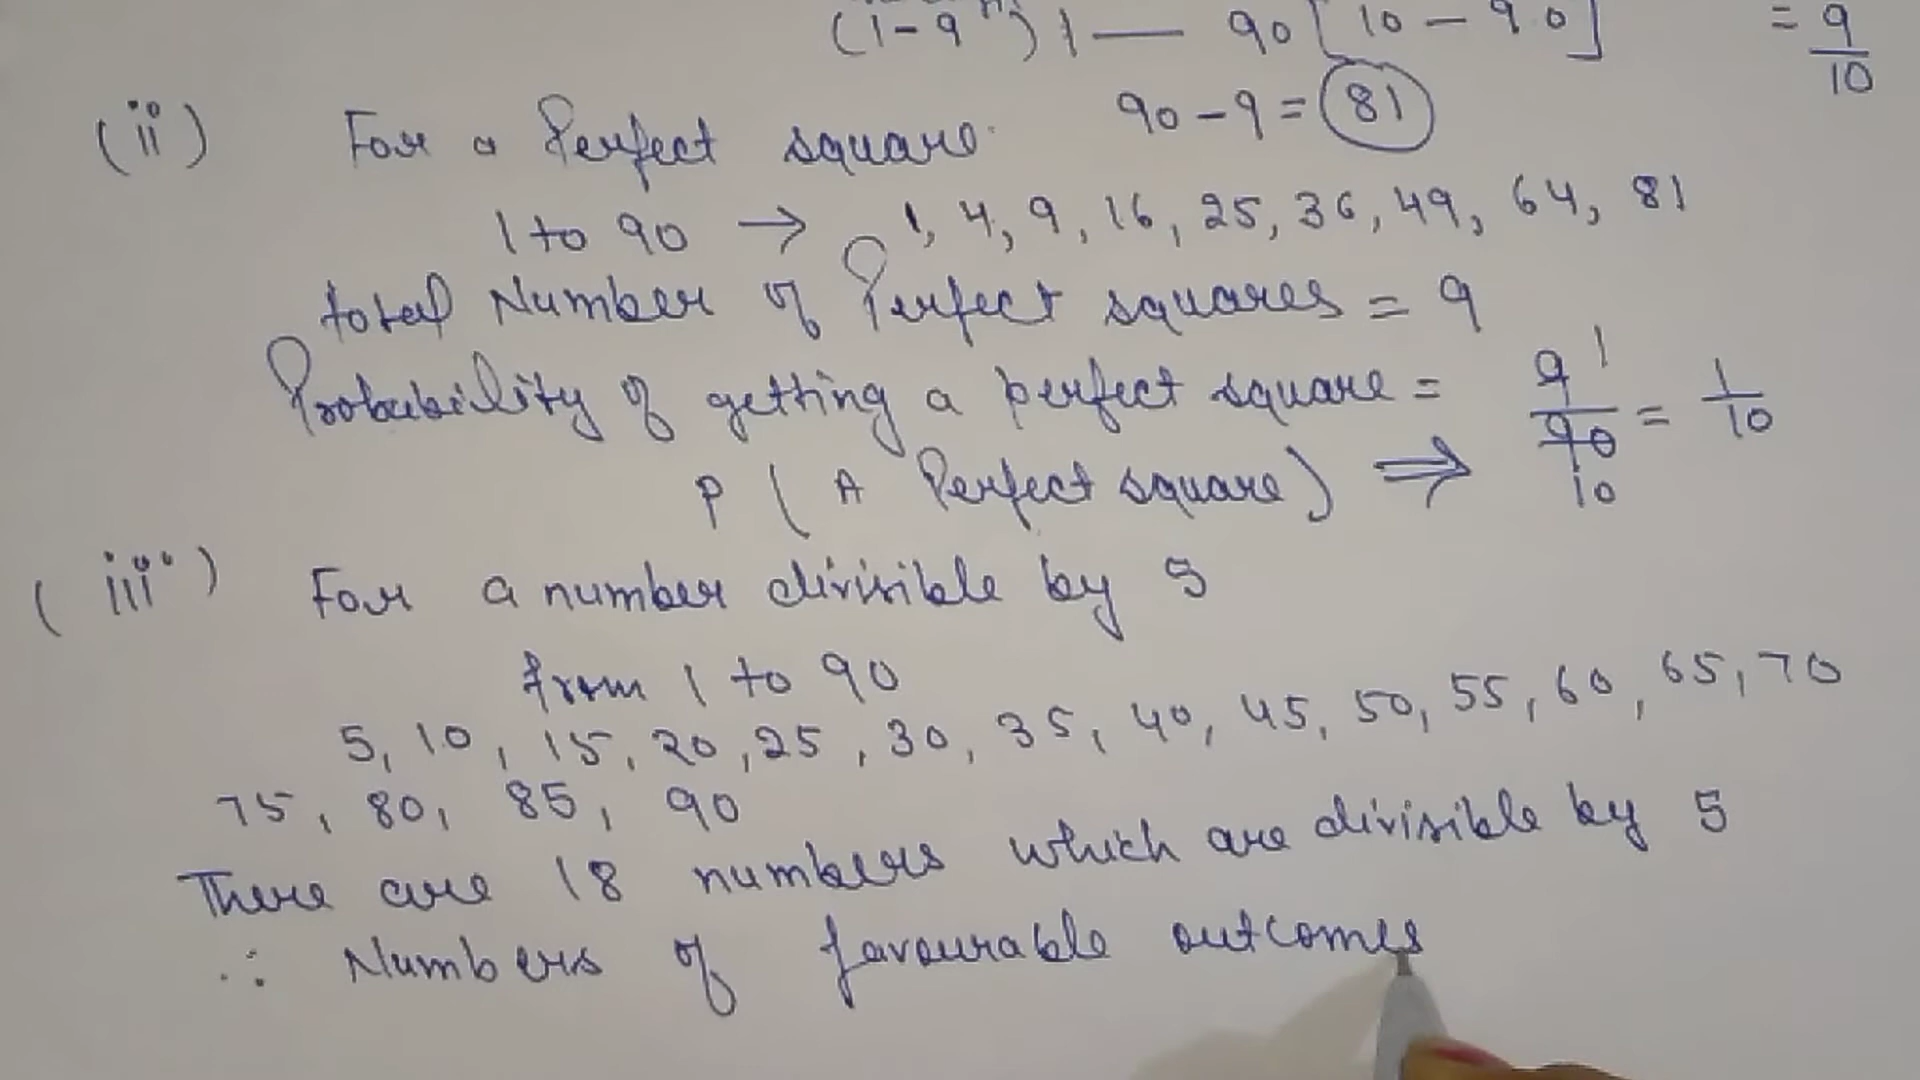 (1-9) 1 — 90 [10 - 90] = 9/10
90 - 9 = 81
(ii) For a Perfect square
1 to 90 → 1, 4, 9, 16, 25, 36, 49, 64, 81
total Number of Perfect squares = 9
Probability of getting a perfect square = 9/90 = 1/10
1
10
P ( A Perfect square) ⇒
(iii) For a number divisible by 5
from 1 to 90
5, 10, 15, 20, 25, 30, 35, 40, 45, 50, 55, 60, 65, 70
75, 80, 85, 90
There are 18 numbers which are divisible by 5
∴ Numbers of favourable outcomes